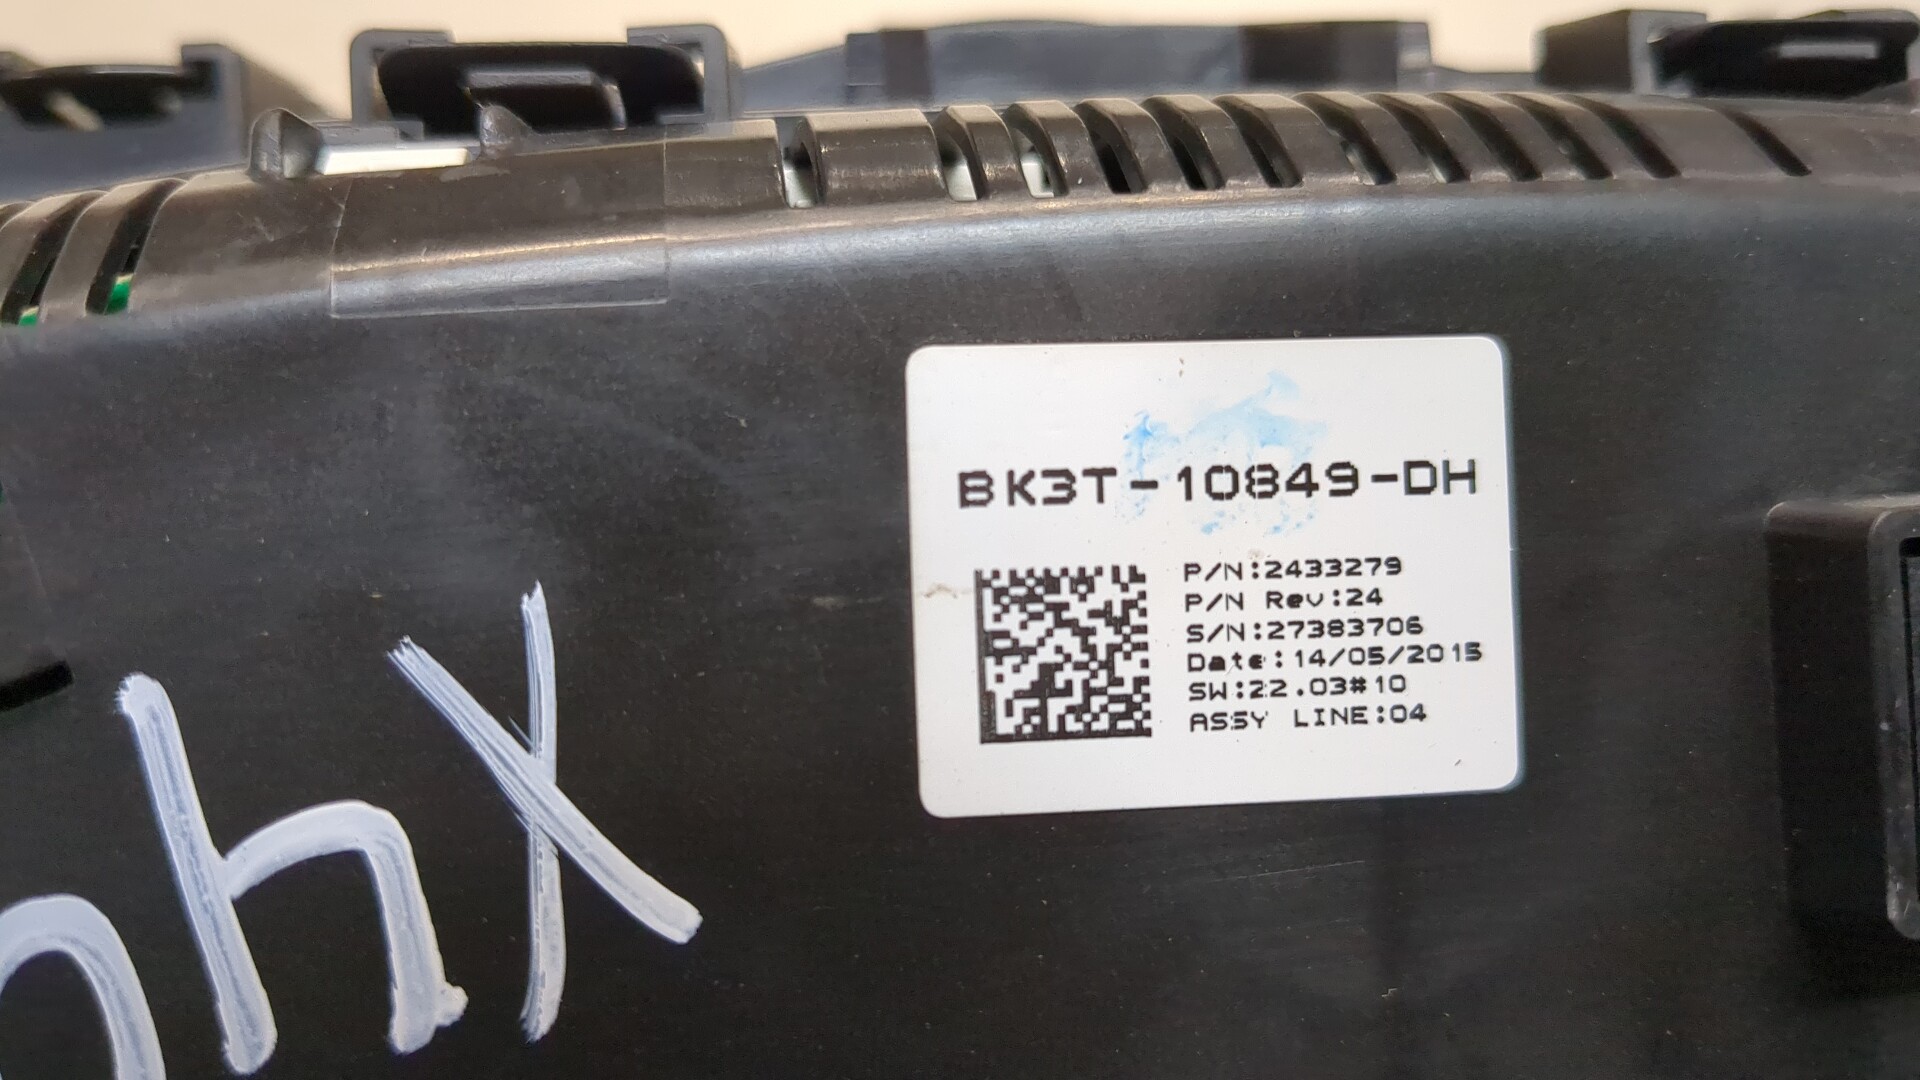 BK3T-10849-DH
P/N:2433279
P/N Rev:24
S/N:27383706
Date:14/05/2015
SW:22.03#10
ASSY LINE:04